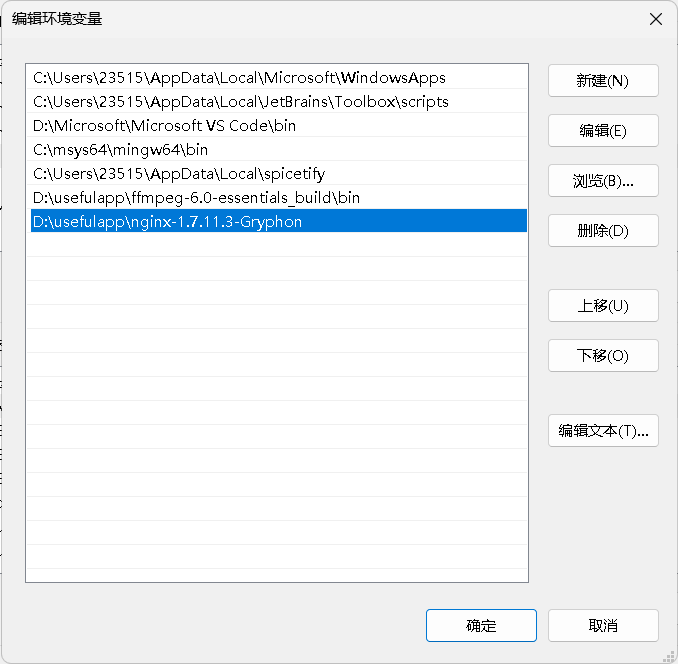 编辑环境变量
C:\Users\23515\AppData\Local\Microsoft\WindowsApps
C:\Users\23515\AppData\Local\JetBrains\Toolbox\scripts
D:\Microsoft\Microsoft VS Code\bin
C:\msys64\mingw64\bin
C:\Users\23515\AppData\Local\spicetify
D:\usefulapp\ffmpeg-6.0-essentials_build\bin
D:\usefulapp\nginx-1.7.11.3-Gryphon
新建(N)
编辑(E)
浏览(B)...
删除(D)
上移(U)
下移(O)
编辑文本(T)...
确定
取消